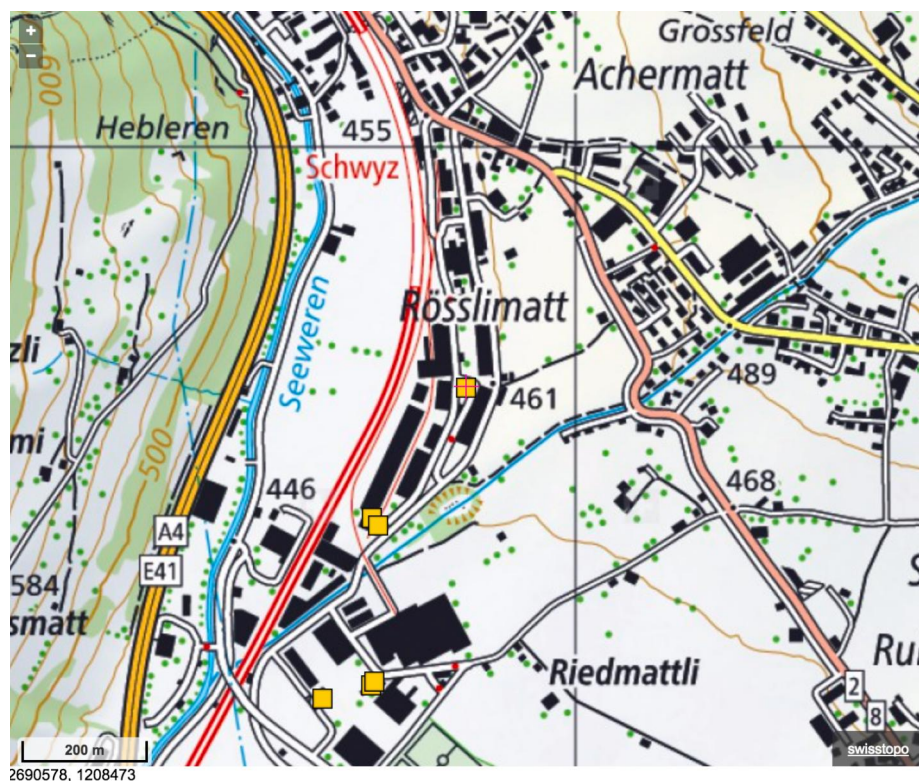 +
−
600
Grossfeld
Achermatt
Hebleren
455
Schwyz
Rösslimatt
zli
Seeweren
461
489
mi
500
446
468
A4
E41
584
smatt
S
Riedmattli
Ru
2
8
200 m
swisstopo
2690578, 1208473